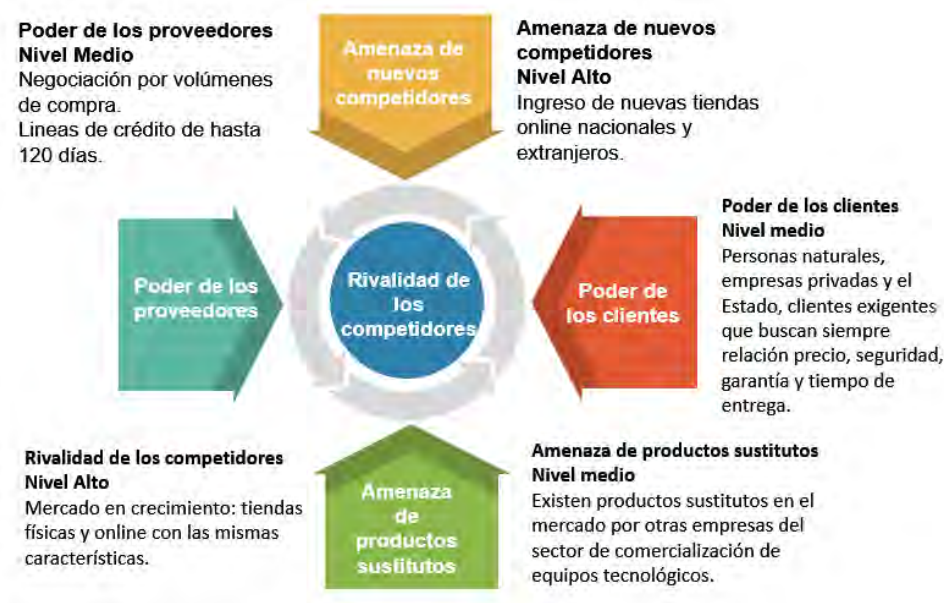 Poder de los proveedores
Nivel Medio
Negociación por volúmenes
de compra.
Lineas de crédito de hasta
120 días.
Amenaza de
nuevos
competidores
Amenaza de nuevos
competidores
Nivel Alto
Ingreso de nuevas tiendas
online nacionales y
extranjeros.
Poder de los
proveedores
Rivalidad de
los
competidores
Poder de
los clientes
Poder de los clientes
Nivel medio
Personas naturales,
empresas privadas y el
Estado, clientes exigentes
que buscan siempre
relación precio, seguridad,
garantía y tiempo de
entrega.
Rivalidad de los competidores
Nivel Alto
Mercado en crecimiento: tiendas
físicas y online con las mismas
características.
Amenaza
de
productos
sustitutos
Amenaza de productos sustitutos
Nivel medio
Existen productos sustitutos en el
mercado por otras empresas del
sector de comercialización de
equipos tecnológicos.